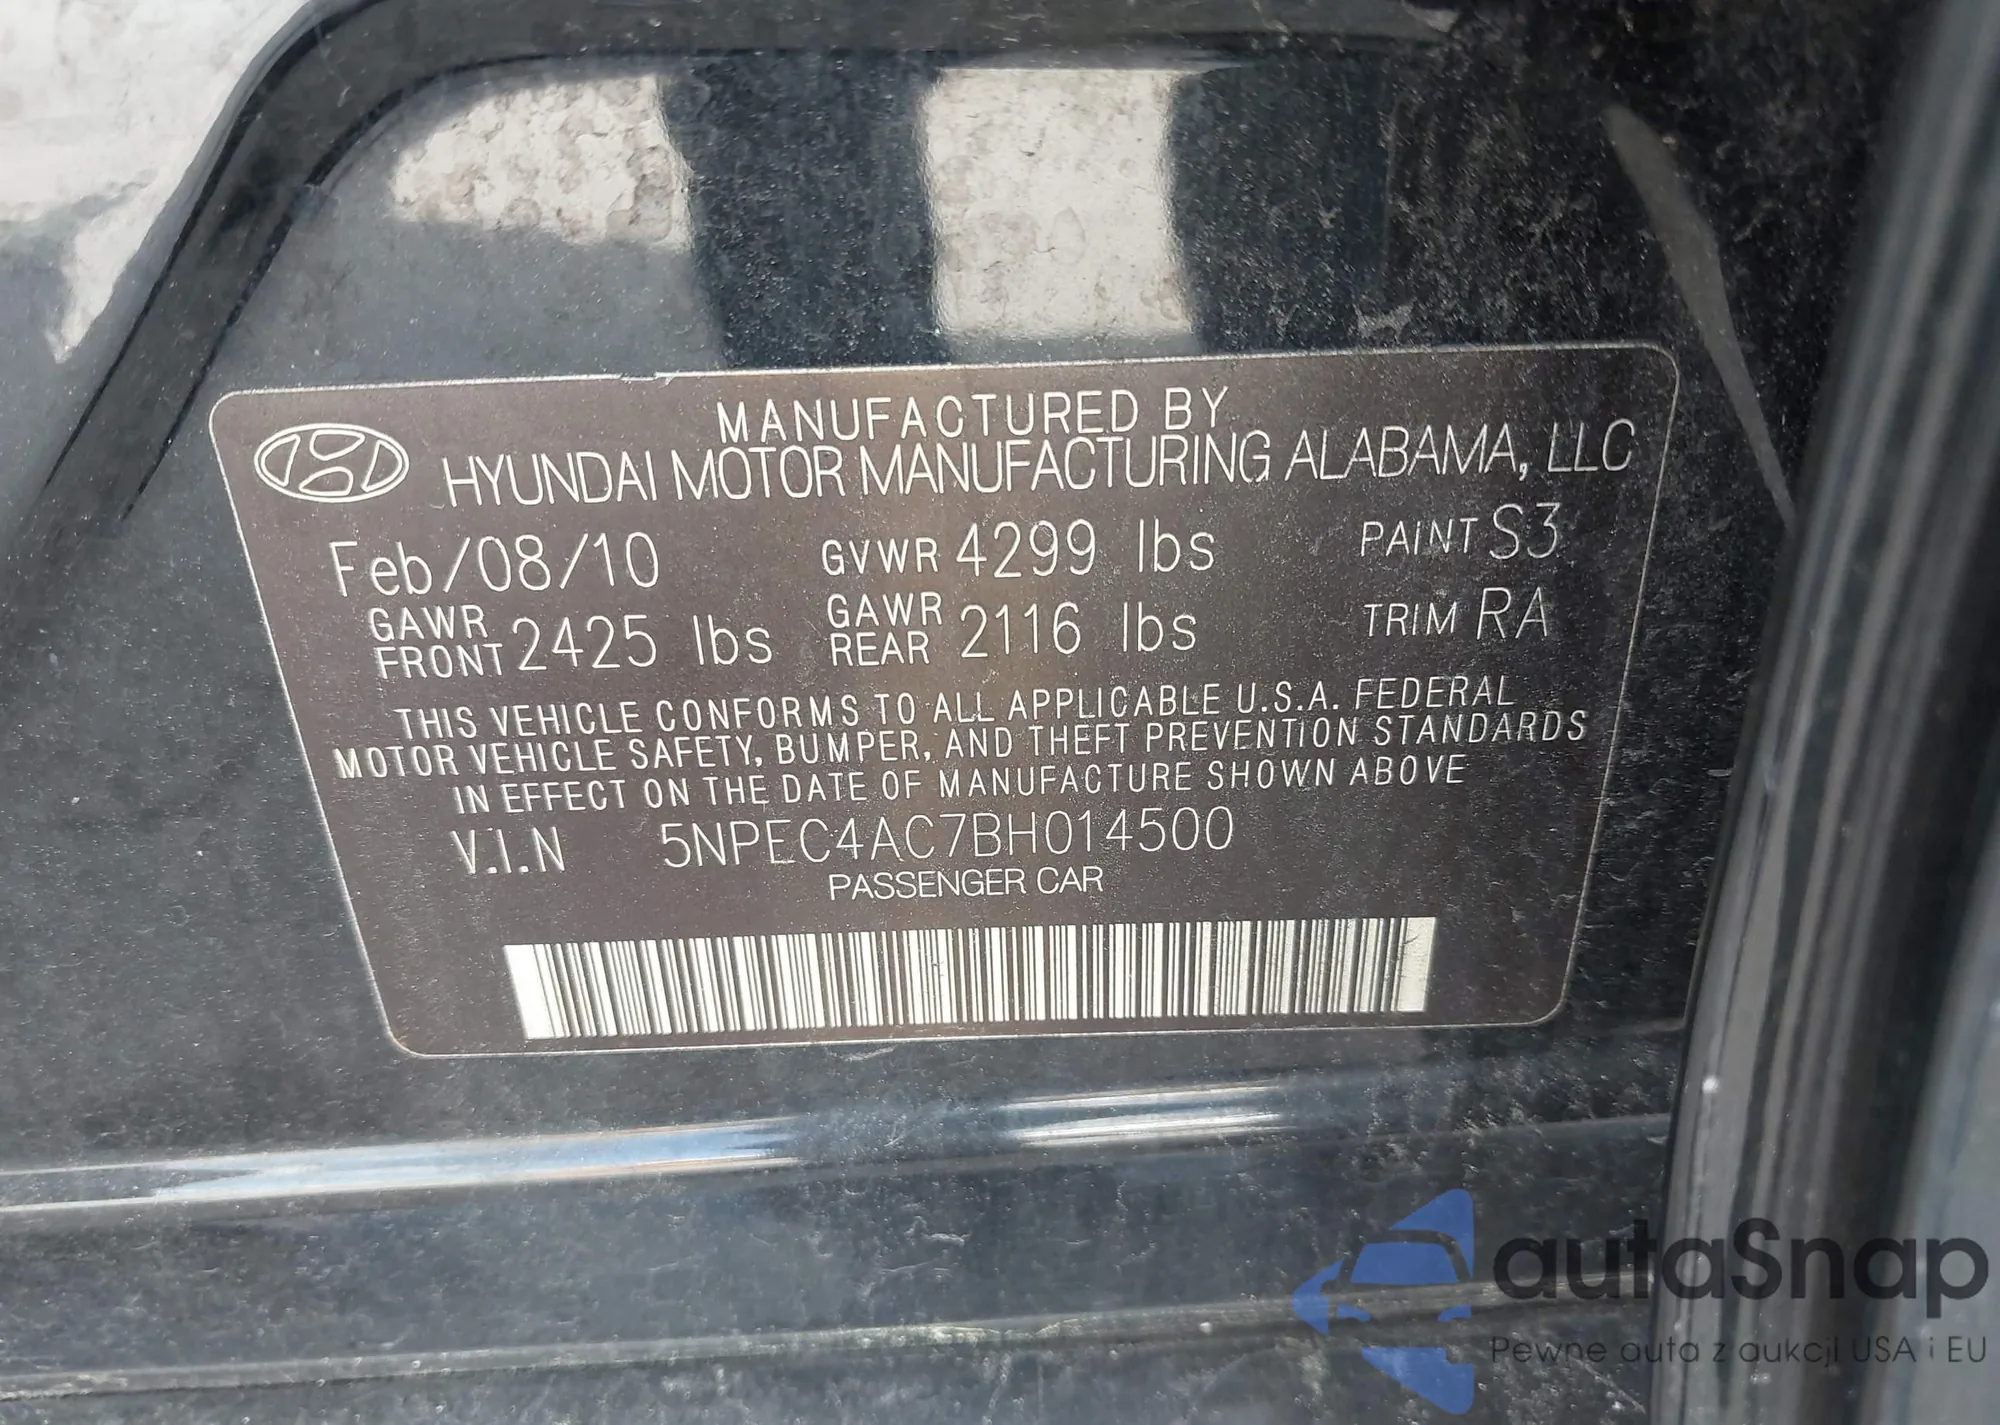 MANUFACTURED BY
HYUNDAI MOTOR MANUFACTURING ALABAMA, LLC
Feb/08/10 GVWR 4299 lbs PAINT S3
GAWR FRONT 2425 lbs GAWR REAR 2116 lbs TRIM RA
THIS VEHICLE CONFORMS TO ALL APPLICABLE U.S.A. FEDERAL
MOTOR VEHICLE SAFETY, BUMPER, AND THEFT PREVENTION STANDARDS
IN EFFECT ON THE DATE OF MANUFACTURE SHOWN ABOVE
V.I.N 5NPEC4AC7BH014500
PASSENGER CAR
autaSnap
Pewne auta z aukcji USA i EU